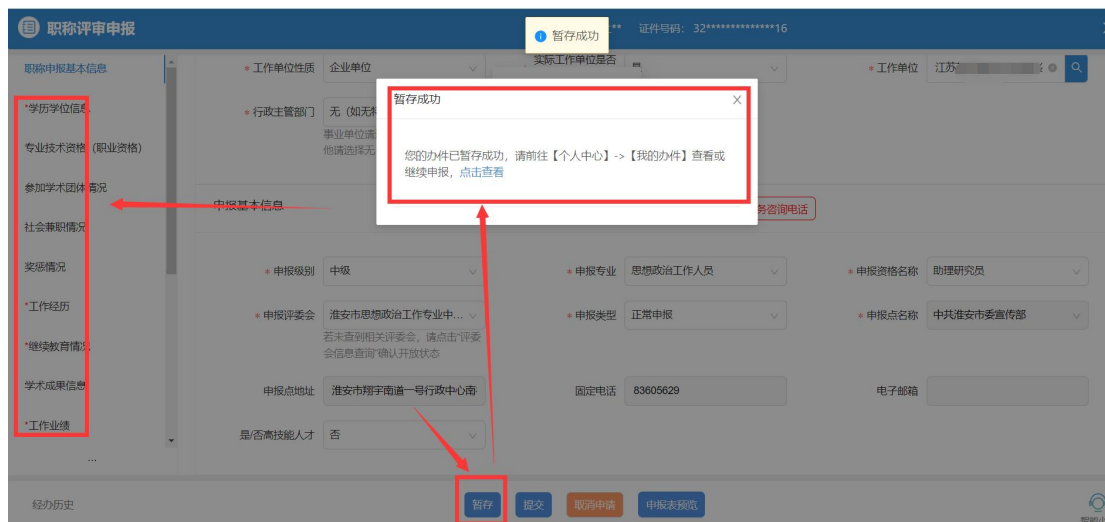 职称评审申报
暂存成功
** 证件号码: 32**************16
职称申报基本信息
*学历学位信息
专业技术资格（职业资格）
参加学术团体情况
社会兼职情况
奖惩情况
*工作经历
*继续教育情况
学术成果信息
*工作业绩
...
* 工作单位性质 企业单位
实际工作单位是否
* 工作单位 江苏
* 行政主管部门 无（如无特
事业单位请
他请选择无
暂存成功
您的办件已暂存成功，请前往【个人中心】->【我的办件】查看或
继续申报，点击查看
申报基本信息
务咨询电话
* 申报级别 中级
* 申报专业 思想政治工作人员
* 申报资格名称 助理研究员
* 申报评委会 淮安市思想政治工作专业中...
* 申报类型 正常申报
* 申报点名称 中共淮安市委宣传部
若未查到相关评委会，请点击“评委
会信息查询”确认开放状态
申报点地址 淮安市翔宇南道一号行政中心南
固定电话 83605629
电子邮箱
是/否高技能人才 否
经办历史
暂存 提交 取消申请 申报表预览